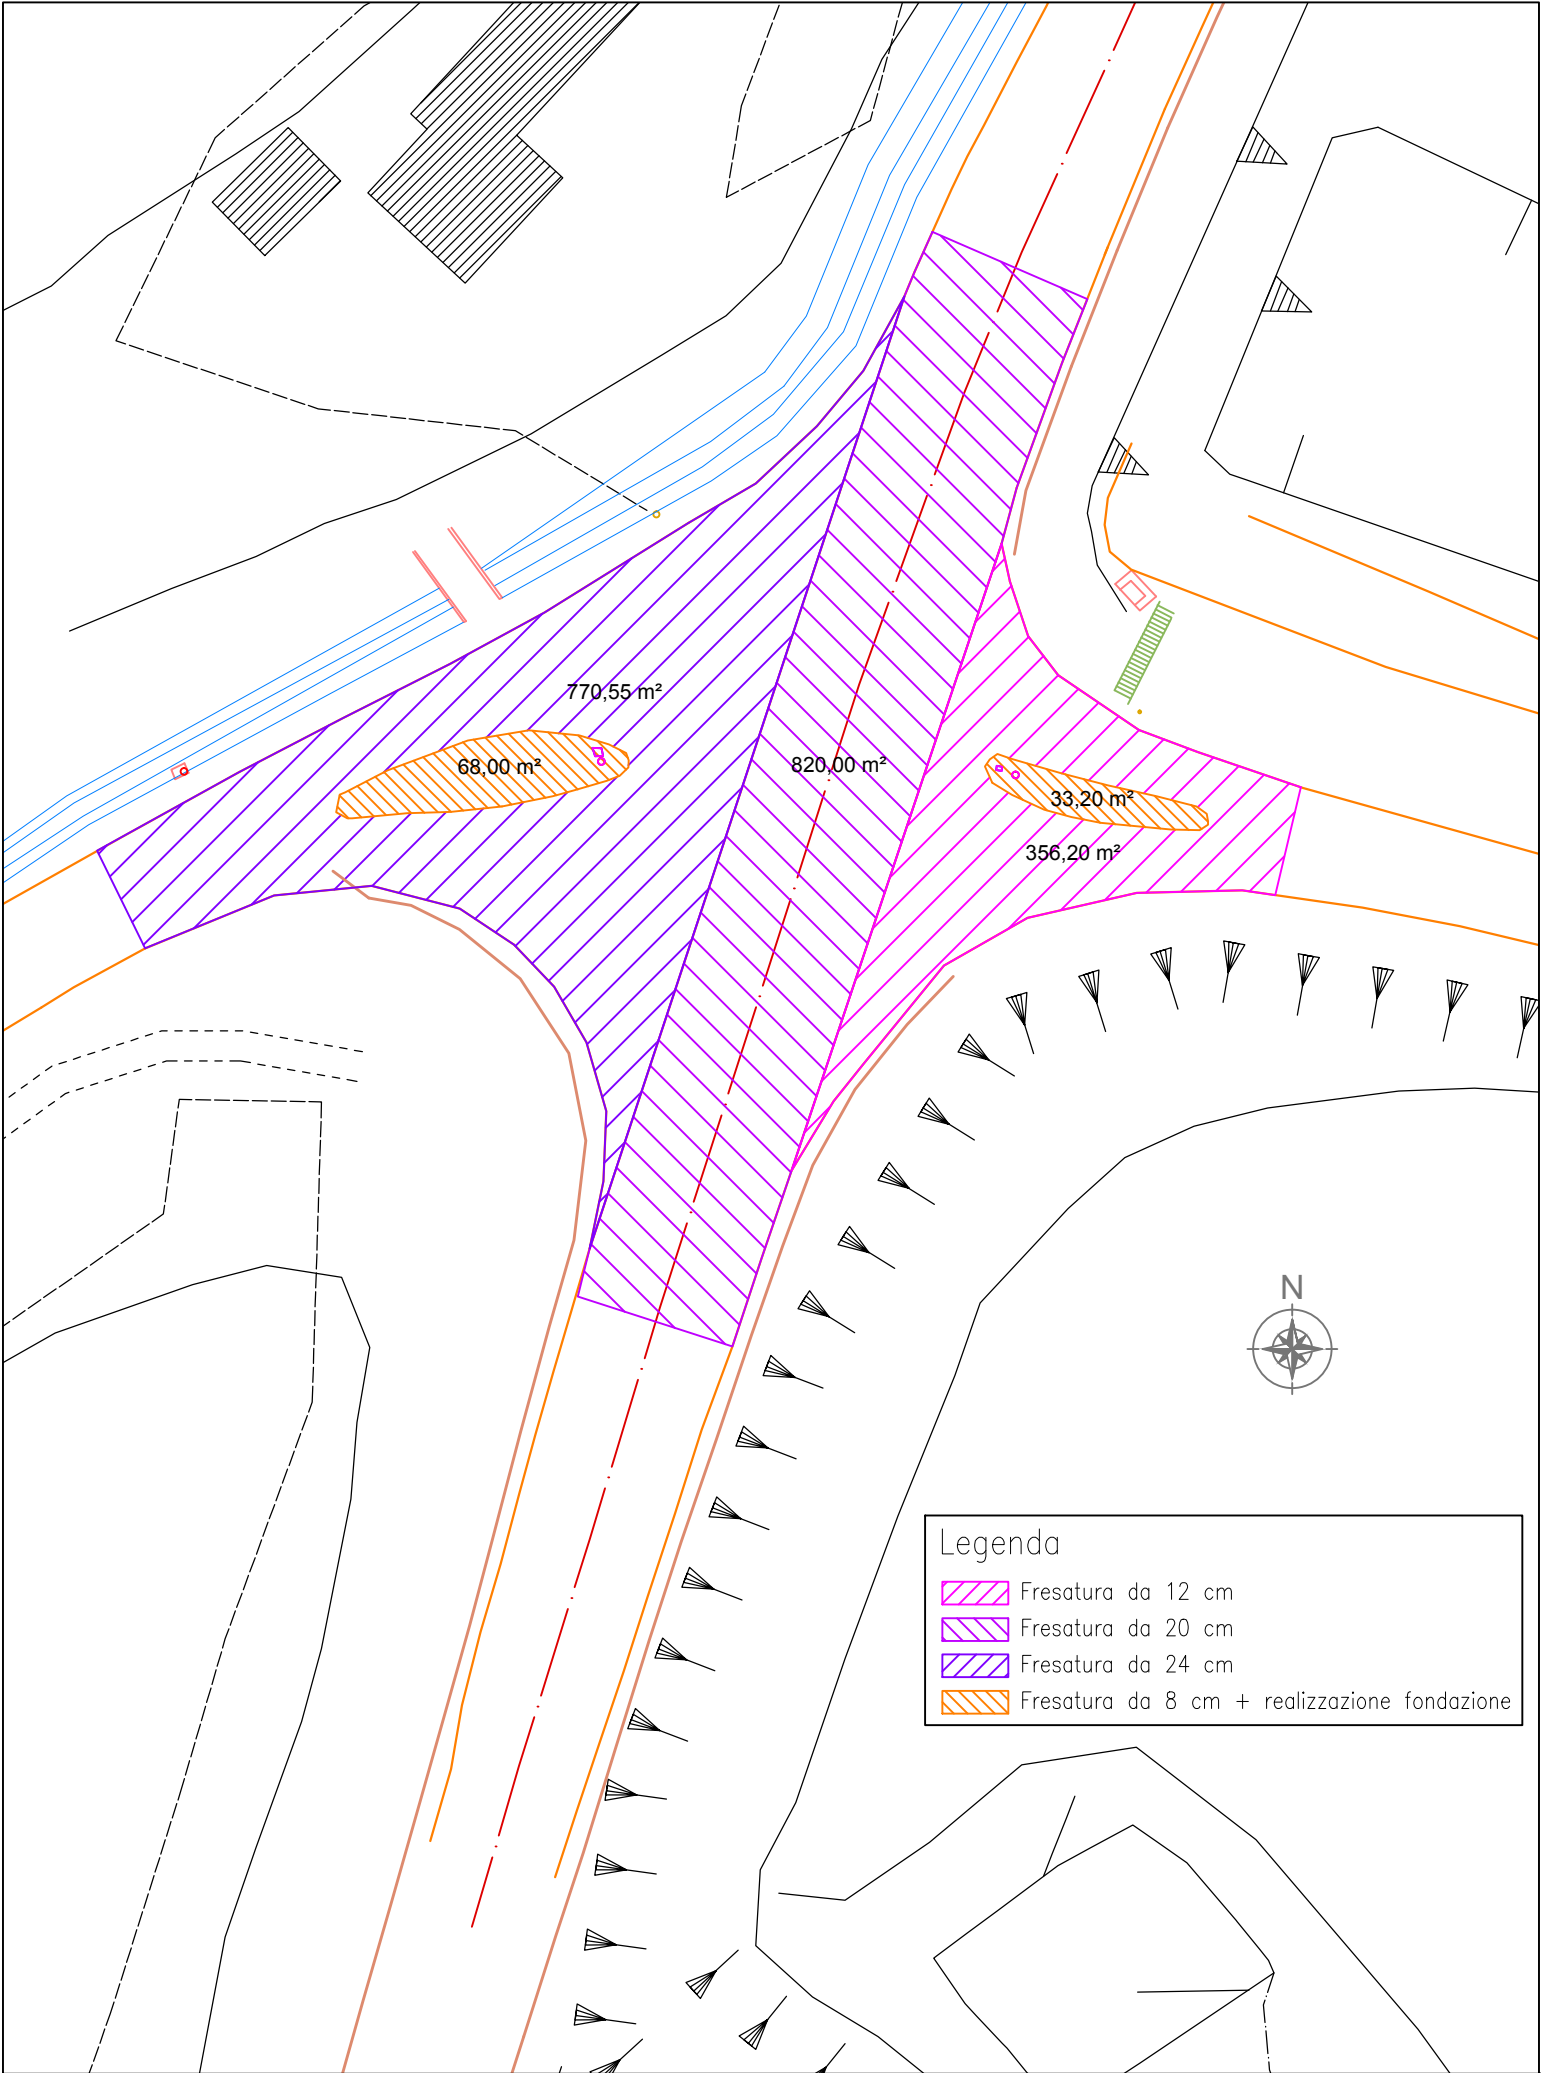 770,55 m²
68,00 m²
820,00 m²
33,20 m²
356,20 m²
N
Legenda
Fresatura da 12 cm
Fresatura da 20 cm
Fresatura da 24 cm
Fresatura da 8 cm + realizzazione fondazione